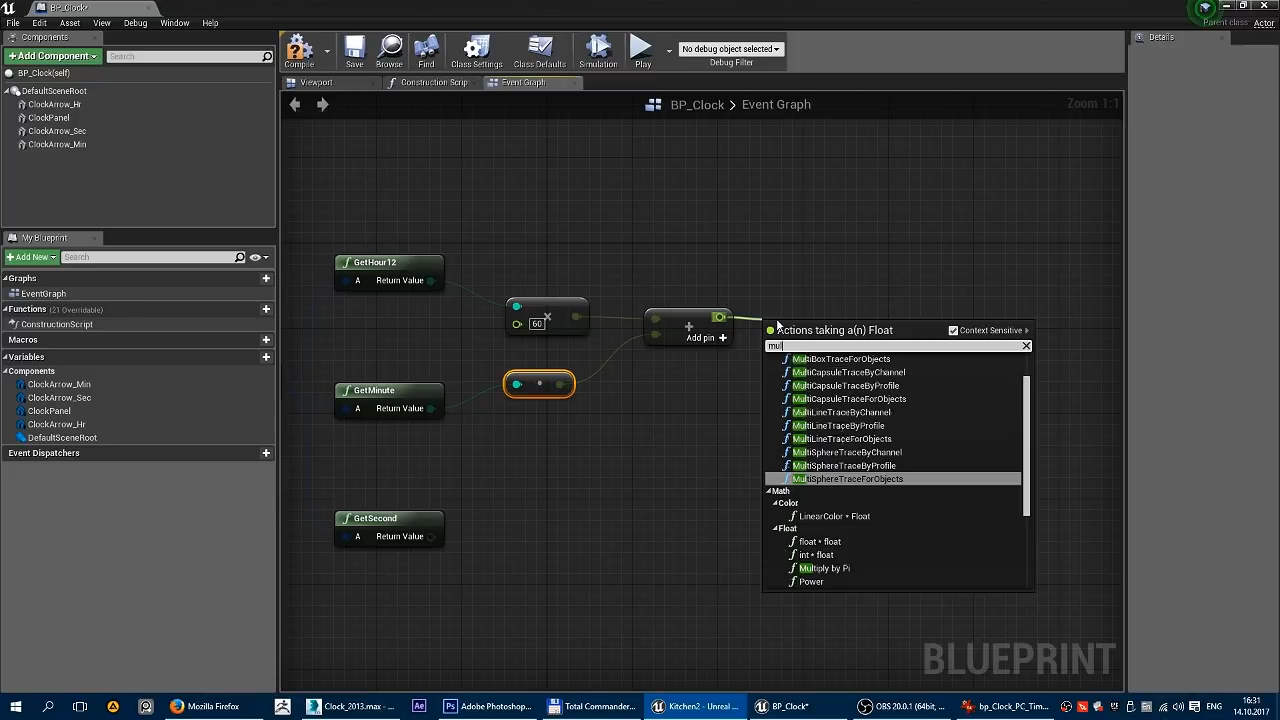 BP_Clock*
File Edit Asset View Debug Window Help
Parent class: Actor
Components
Add Component
Search
BP_Clock(self)
DefaultSceneRoot
ClockArrow_Hr
ClockPanel
ClockArrow_Sec
ClockArrow_Min
My Blueprint
Add New
Search
Graphs
EventGraph
Functions (21 Overridable)
ConstructionScript
Macros
Variables
Components
ClockArrow_Min
ClockArrow_Sec
ClockPanel
ClockArrow_Hr
DefaultSceneRoot
Event Dispatchers
Compile Save Browse Find Class Settings Class Defaults Simulation Play
No debug object selected
Debug Filter
Viewport Construction Scrip Event Graph
BP_Clock > Event Graph
Zoom 1:1
GetHour12
A Return Value
60
Add pin
GetMinute
A Return Value
GetSecond
A Return Value
Actions taking a(n) Float
Context Sensitive
mul
MultiBoxTraceForObjects
MultiCapsuleTraceByChannel
MultiCapsuleTraceByProfile
MultiCapsuleTraceForObjects
MultiLineTraceByChannel
MultiLineTraceByProfile
MultiLineTraceForObjects
MultiSphereTraceByChannel
MultiSphereTraceByProfile
MultiSphereTraceForObjects
Math
Color
LinearColor * Float
Float
float * float
int * float
Multiply by Pi
Power
BLUEPRINT
Details
Mozilla Firefox
Clock_2013.max - ...
Adobe Photoshop...
Total Commander...
Kitchen2 - Unreal ...
BP_Clock*
OBS 20.0.1 (64bit, ...
bp_Clock_PC_Tim...
ENG
16:31
14.10.2017